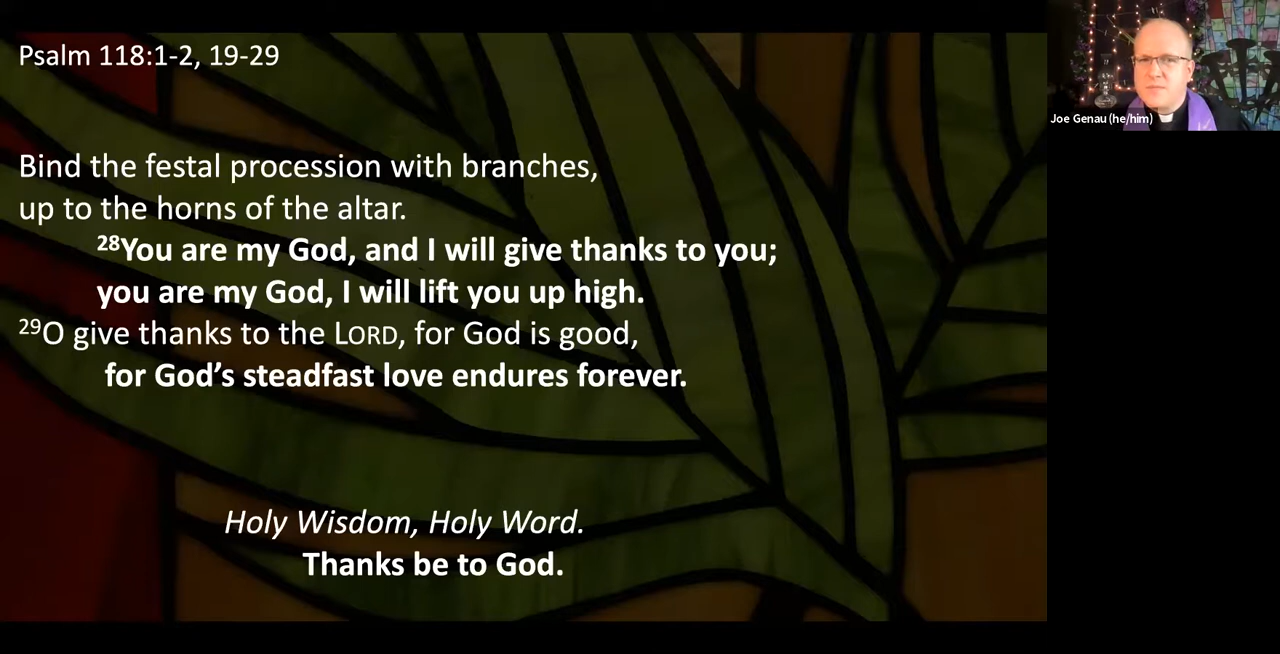 Psalm 118:1-2, 19-29
Bind the festal procession with branches,
up to the horns of the altar.
²⁸You are my God, and I will give thanks to you;
you are my God, I will lift you up high.
²⁹O give thanks to the LORD, for God is good,
for God’s steadfast love endures forever.
Holy Wisdom, Holy Word.
Thanks be to God.
Joe Genau (he/him)